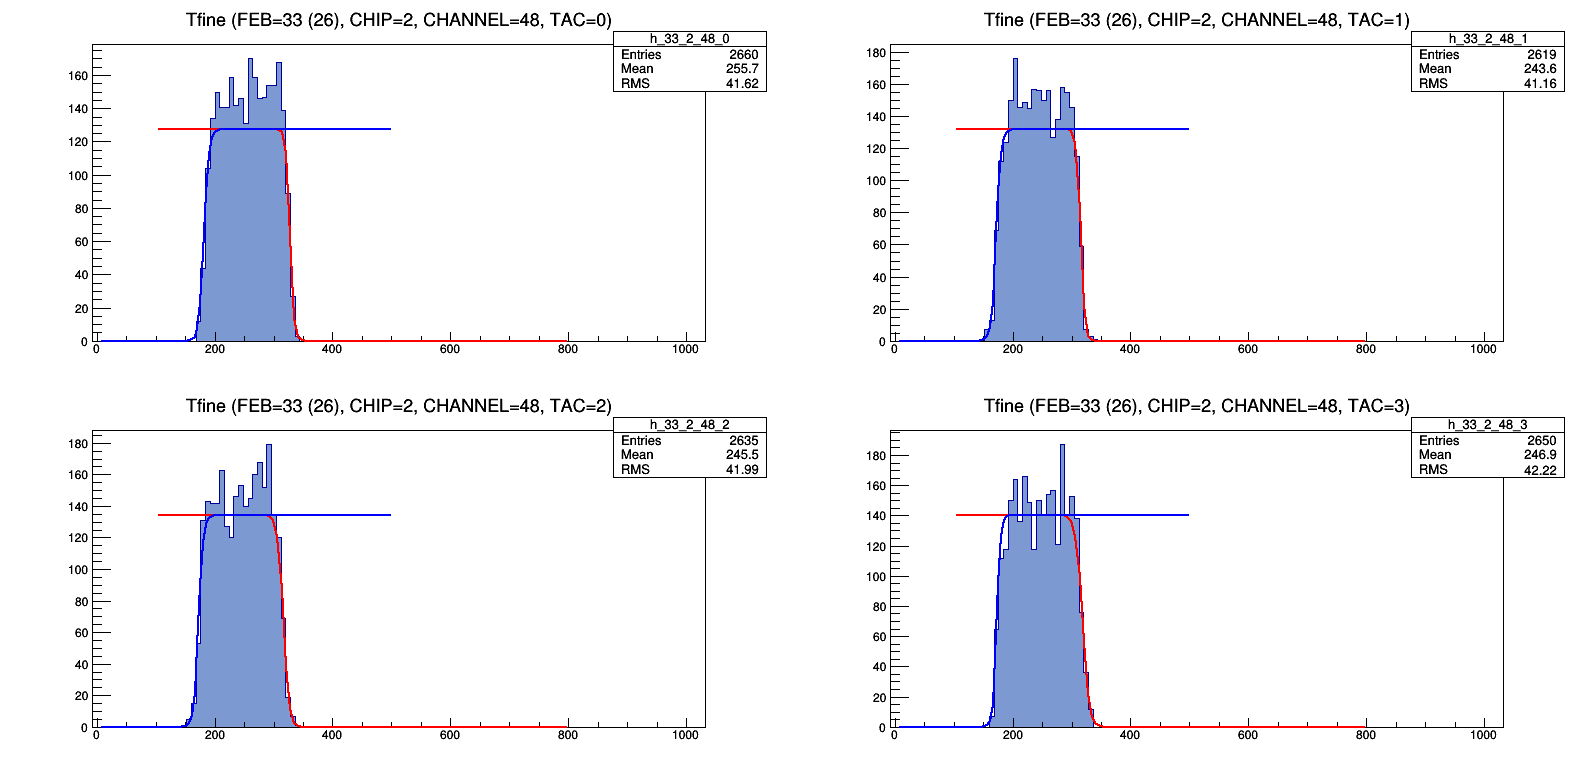 Tfine (FEB=33 (26), CHIP=2, CHANNEL=48, TAC=0)
h_33_2_48_0
Entries 2660
Mean 255.7
RMS 41.62
160
140
120
100
80
60
40
20
0
0 200 400 600 800 1000
Tfine (FEB=33 (26), CHIP=2, CHANNEL=48, TAC=1)
h_33_2_48_1
Entries 2619
Mean 243.6
RMS 41.16
180
160
140
120
100
80
60
40
20
0
0 200 400 600 800 1000
Tfine (FEB=33 (26), CHIP=2, CHANNEL=48, TAC=2)
h_33_2_48_2
Entries 2635
Mean 245.5
RMS 41.99
180
160
140
120
100
80
60
40
20
0
0 200 400 600 800 1000
Tfine (FEB=33 (26), CHIP=2, CHANNEL=48, TAC=3)
h_33_2_48_3
Entries 2650
Mean 246.9
RMS 42.22
180
160
140
120
100
80
60
40
20
0
0 200 400 600 800 1000